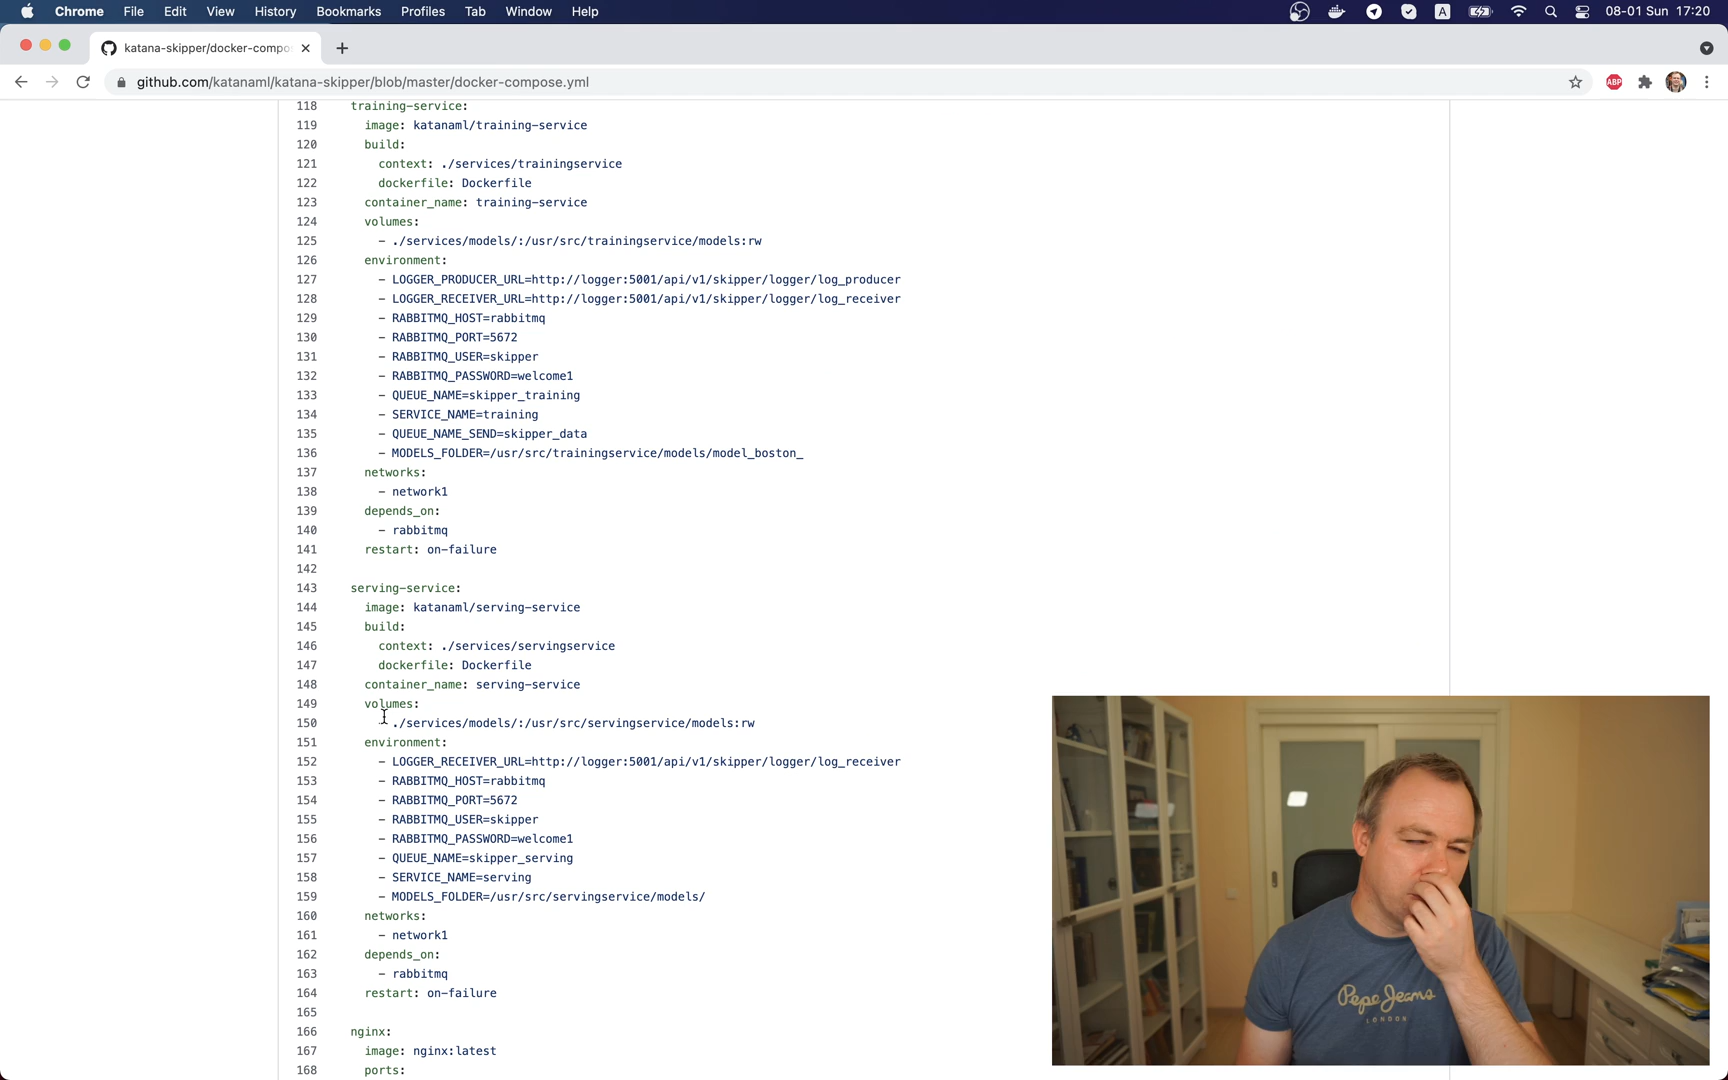 Chrome File Edit View History Bookmarks Profiles Tab Window Help A 08-01 Sun 17:20
katana-skipper/docker-compo
github.com/katanaml/katana-skipper/blob/master/docker-compose.yml ABP
118 training-service:
119 image: katanaml/training-service
120 build:
121 context: ./services/trainingservice
122 dockerfile: Dockerfile
123 container_name: training-service
124 volumes:
125 - ./services/models/:/usr/src/trainingservice/models:rw
126 environment:
127 - LOGGER_PRODUCER_URL=http://logger:5001/api/v1/skipper/logger/log_producer
128 - LOGGER_RECEIVER_URL=http://logger:5001/api/v1/skipper/logger/log_receiver
129 - RABBITMQ_HOST=rabbitmq
130 - RABBITMQ_PORT=5672
131 - RABBITMQ_USER=skipper
132 - RABBITMQ_PASSWORD=welcome1
133 - QUEUE_NAME=skipper_training
134 - SERVICE_NAME=training
135 - QUEUE_NAME_SEND=skipper_data
136 - MODELS_FOLDER=/usr/src/trainingservice/models/model_boston_
137 networks:
138 - network1
139 depends_on:
140 - rabbitmq
141 restart: on-failure
142
143 serving-service:
144 image: katanaml/serving-service
145 build:
146 context: ./services/servingservice
147 dockerfile: Dockerfile
148 container_name: serving-service
149 volumes:
150 - ./services/models/:/usr/src/servingservice/models:rw
151 environment:
152 - LOGGER_RECEIVER_URL=http://logger:5001/api/v1/skipper/logger/log_receiver
153 - RABBITMQ_HOST=rabbitmq
154 - RABBITMQ_PORT=5672
155 - RABBITMQ_USER=skipper
156 - RABBITMQ_PASSWORD=welcome1
157 - QUEUE_NAME=skipper_serving
158 - SERVICE_NAME=serving
159 - MODELS_FOLDER=/usr/src/servingservice/models/
160 networks:
161 - network1
162 depends_on:
163 - rabbitmq
164 restart: on-failure
165
166 nginx:
167 image: nginx:latest
168 ports:
Pepe Jeans
LONDON